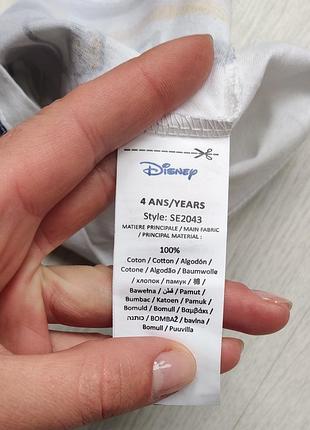 Disney
4 ANS/YEARS
Style: SE2043
MATIERE PRINCIPALE / MAIN FABRIC
/ PRINCIPAL MATERIAL :
100%
Coton / Cotton / Algodón /
Cotone / Algodão / Baumwolle
/ хлопок / памук / 棉 /
Bawełna / قطن / Pamut /
Bumbac / Katoen / Pamuk /
Bomuld / Bomull / Βαμβάκι
כותנה / ΒΟΜΒΑΖ / bavlna /
Bomull / Puuvilla